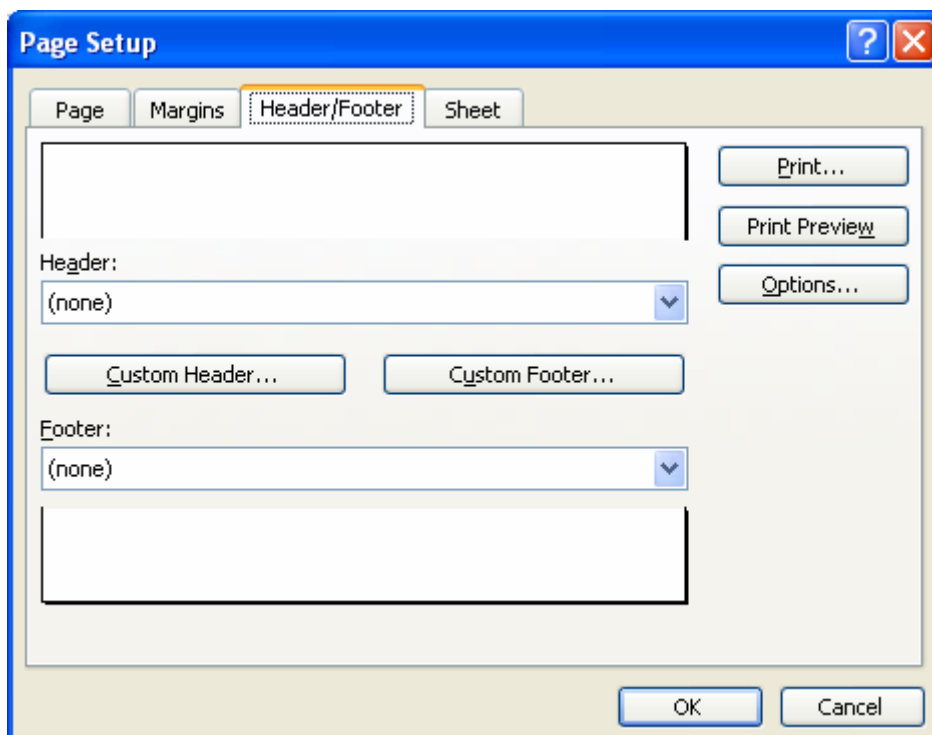 Page Setup
?
Page Margins Header/Footer Sheet
Print...
Print Preview
Header:
Options...
(none)
Custom Header... Custom Footer...
Footer:
(none)
OK Cancel